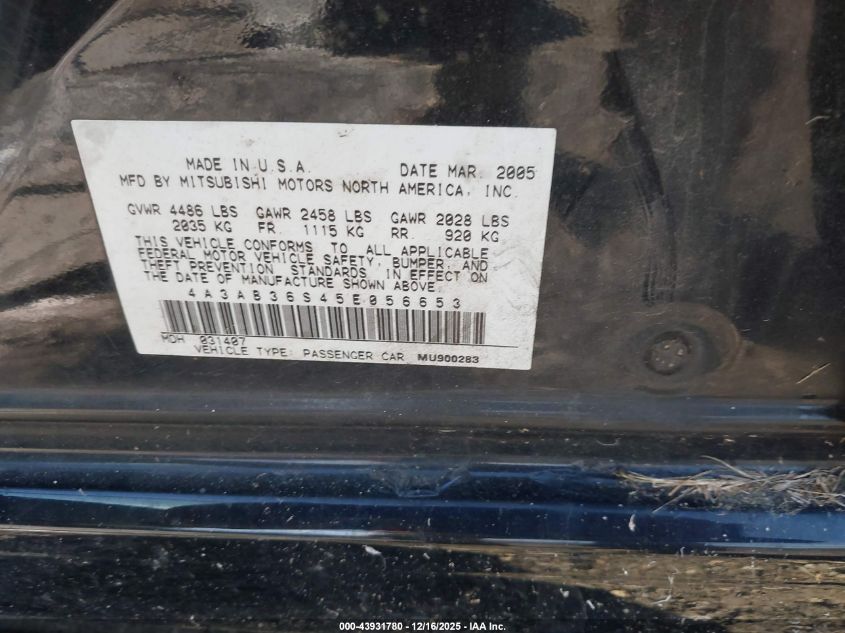 MADE IN U.S.A. DATE MAR. 2005
MFD BY MITSUBISHI MOTORS NORTH AMERICA, INC.
GVWR 4486 LBS GAWR 2458 LBS GAWR 2028 LBS
2035 KG FR. 1115 KG RR. 920 KG
THIS VEHICLE CONFORMS TO ALL APPLICABLE
FEDERAL MOTOR VEHICLE SAFETY, BUMPER, AND
THEFT PREVENTION STANDARDS IN EFFECT ON
THE DATE OF MANUFACTURE SHOWN ABOVE.
4A3AB36S45E056653
MDH 031407
VEHICLE TYPE: PASSENGER CAR MU900283
000-43931780 - 12/16/2025 - IAA Inc.